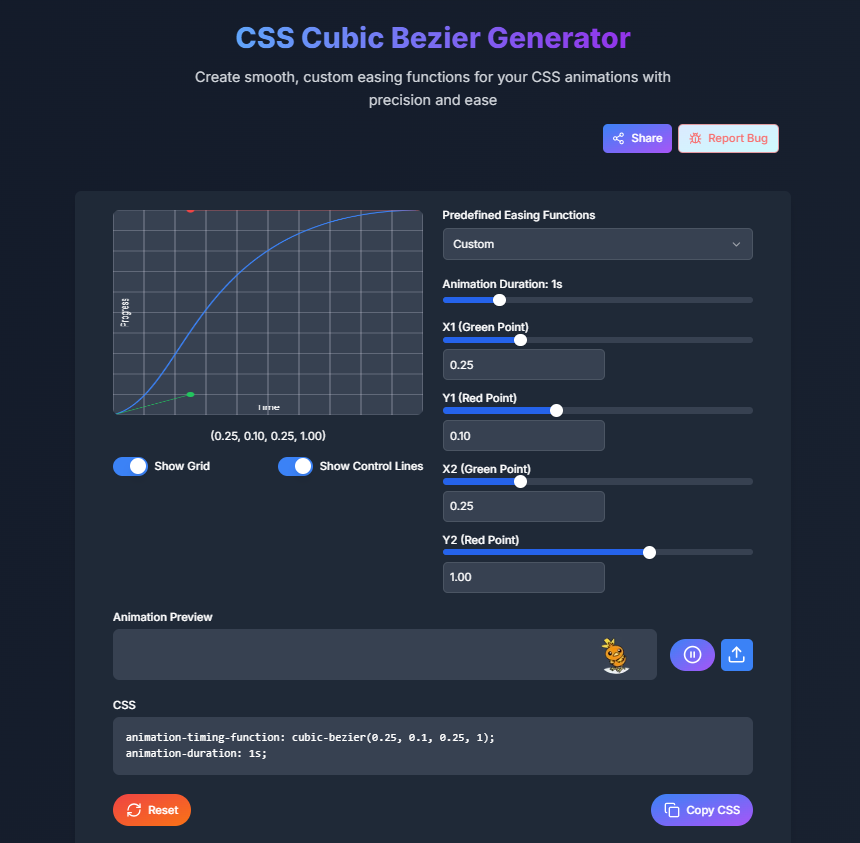 CSS Cubic Bezier Generator
Create smooth, custom easing functions for your CSS animations with
precision and ease
Share
Report Bug
Progress
Time
(0.25, 0.10, 0.25, 1.00)
Show Grid
Show Control Lines
Predefined Easing Functions
Custom
Animation Duration: 1s
X1 (Green Point)
0.25
Y1 (Red Point)
0.10
X2 (Green Point)
0.25
Y2 (Red Point)
1.00
Animation Preview
CSS
animation-timing-function: cubic-bezier(0.25, 0.1, 0.25, 1);
animation-duration: 1s;
Reset
Copy CSS